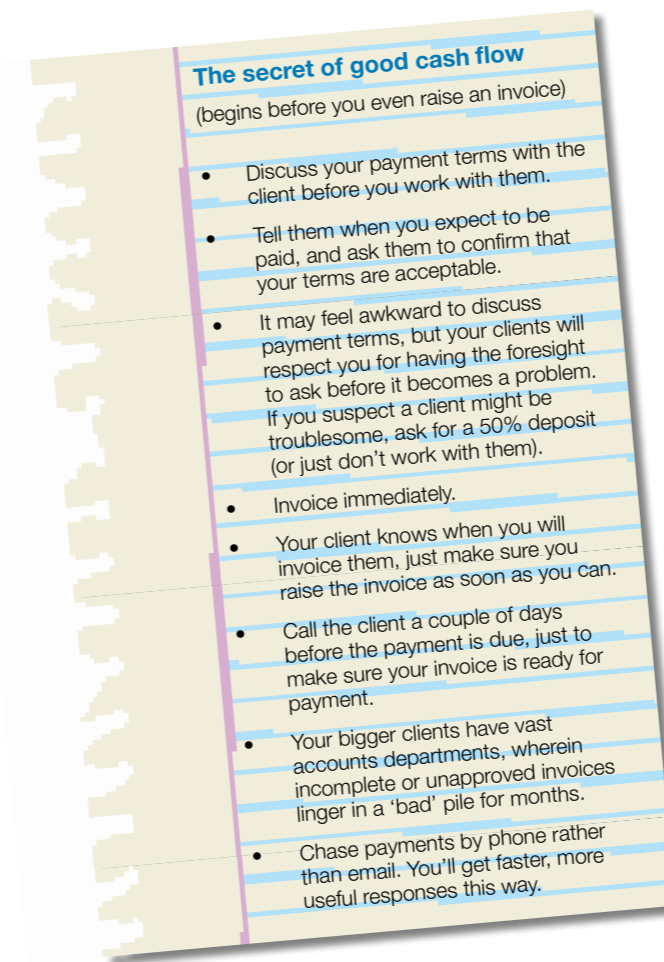 The secret of good cash flow
(begins before you even raise an invoice)
• Discuss your payment terms with the
client before you work with them.
• Tell them when you expect to be
paid, and ask them to confirm that
your terms are acceptable.
• It may feel awkward to discuss
payment terms, but your clients will
respect you for having the foresight
to ask before it becomes a problem.
If you suspect a client might be
troublesome, ask for a 50% deposit
(or just don’t work with them).
• Invoice immediately.
• Your client knows when you will
invoice them, just make sure you
raise the invoice as soon as you can.
• Call the client a couple of days
before the payment is due, just to
make sure your invoice is ready for
payment.
• Your bigger clients have vast
accounts departments, wherein
incomplete or unapproved invoices
linger in a ‘bad’ pile for months.
• Chase payments by phone rather
than email. You’ll get faster, more
useful responses this way.